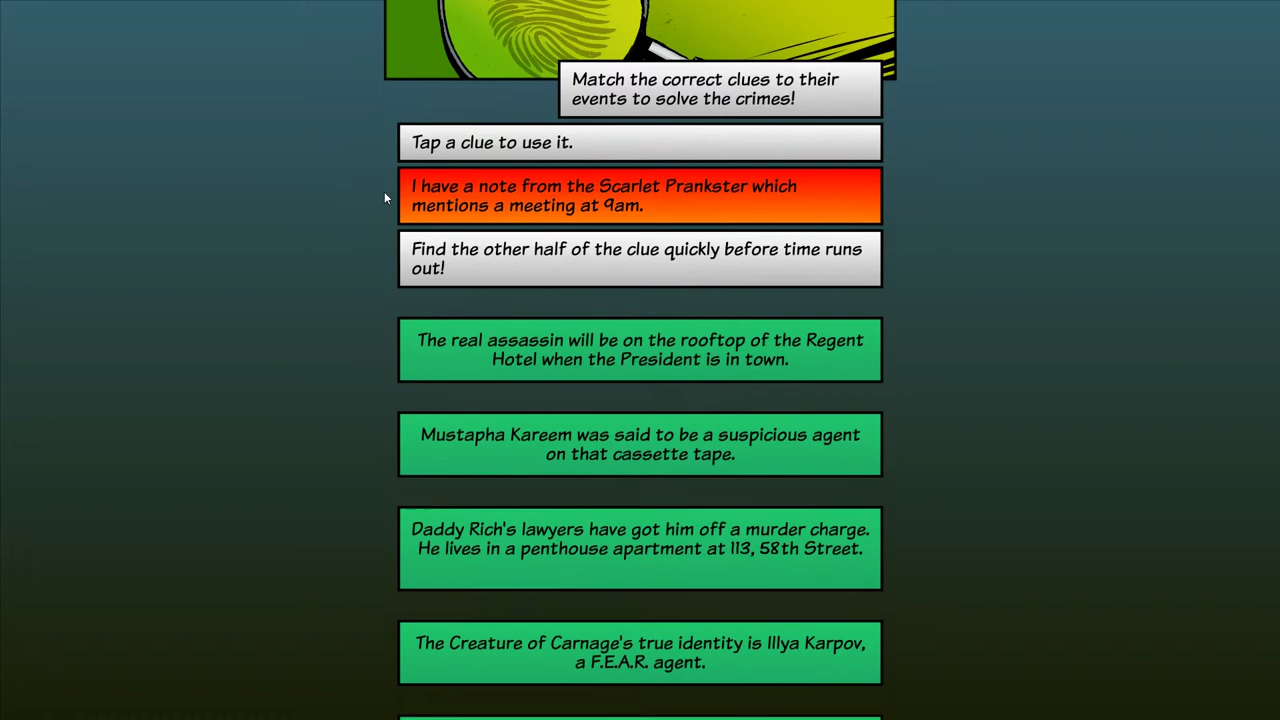 Match the correct clues to their
events to solve the crimes!
Tap a clue to use it.
I have a note from the Scarlet Prankster which
mentions a meeting at 9am.
Find the other half of the clue quickly before time runs
out!
The real assassin will be on the rooftop of the Regent
Hotel when the President is in town.
Mustapha Kareem was said to be a suspicious agent
on that cassette tape.
Daddy Rich's lawyers have got him off a murder charge.
He lives in a penthouse apartment at 113, 58th Street.
The Creature of Carnage's true identity is Illya Karpov,
a F.E.A.R. agent.